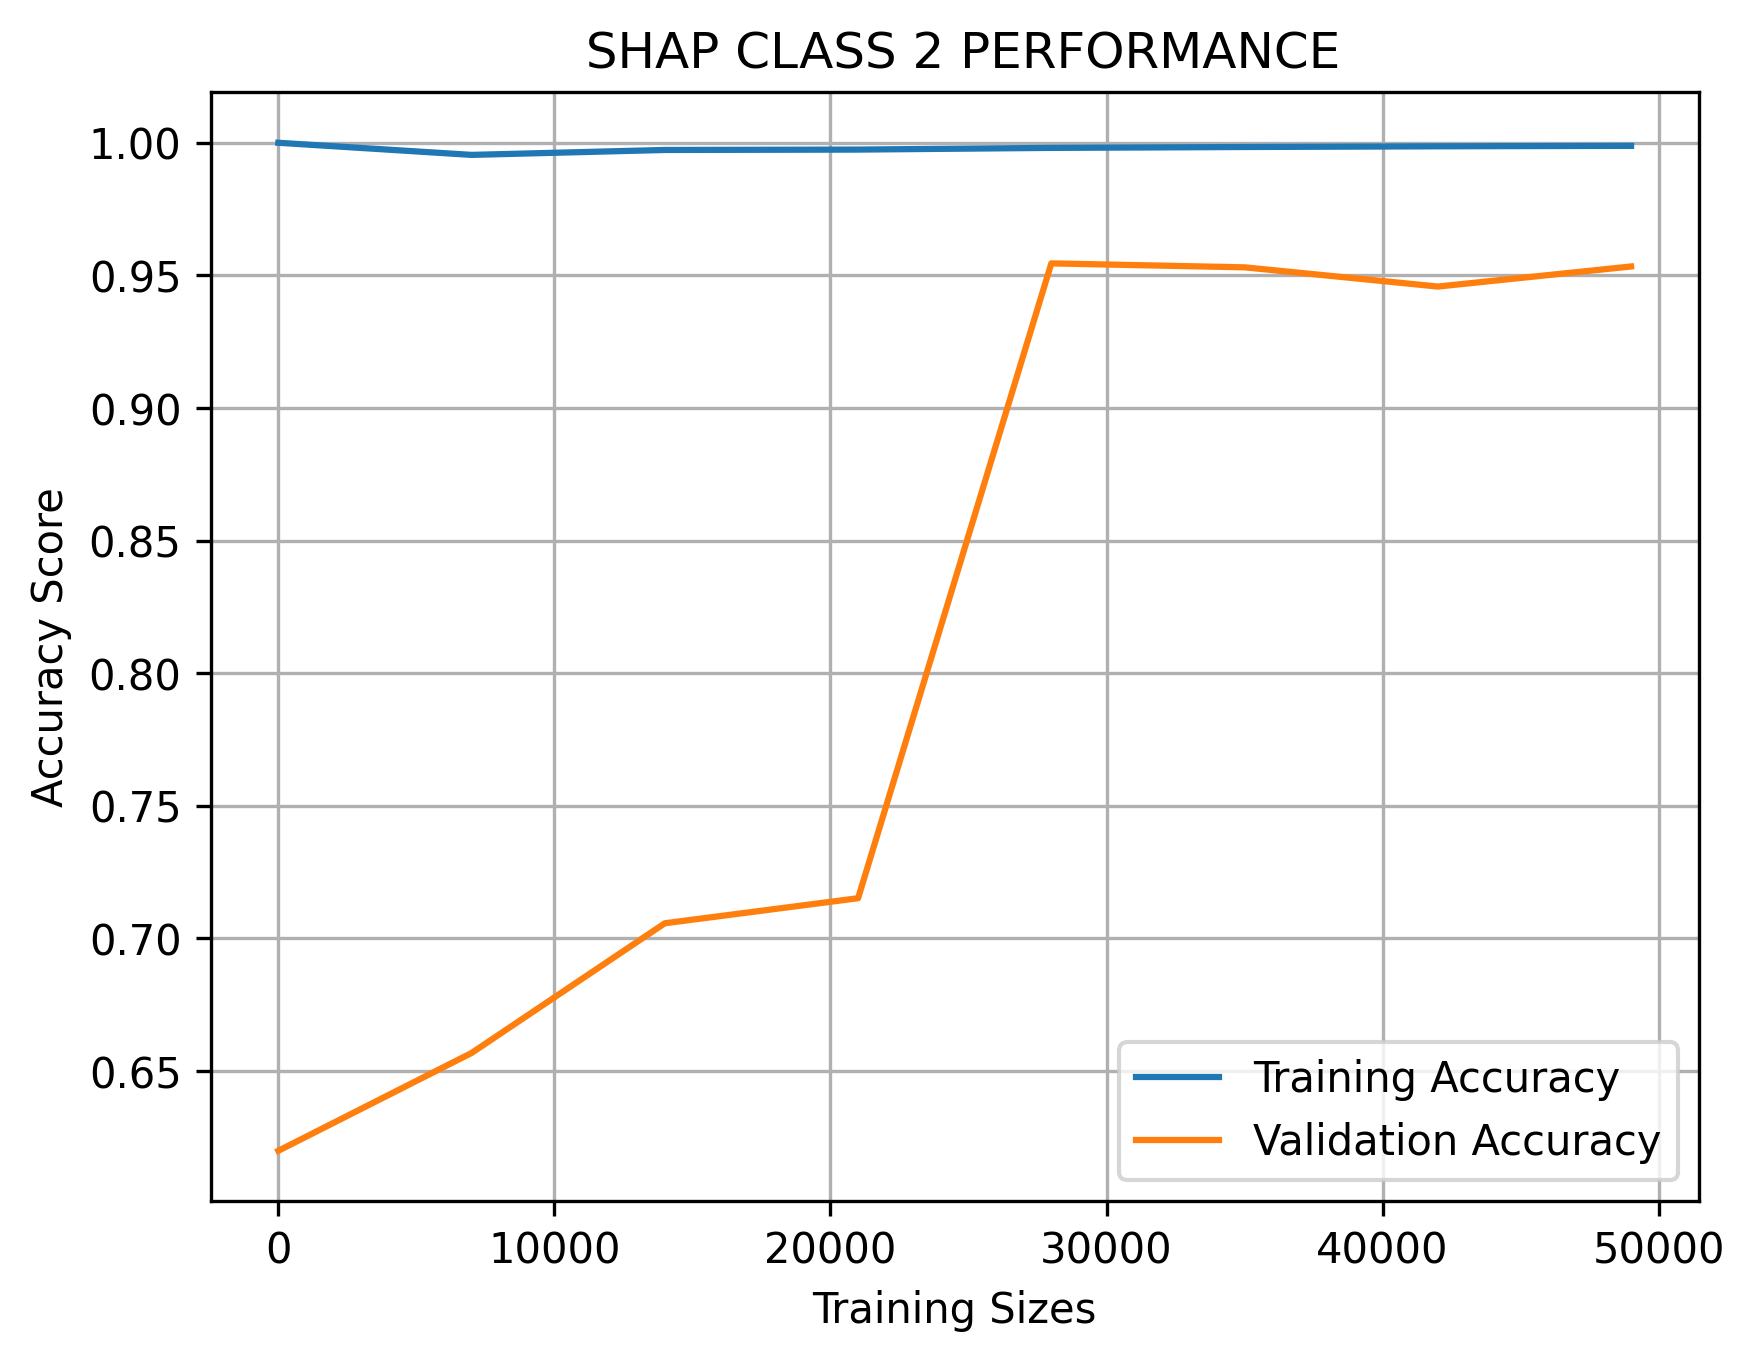 SHAP CLASS 2 PERFORMANCE
1.00
0.95
0.90
0.85
0.80
0.75
0.70
0.65
Accuracy Score
Training Accuracy
Validation Accuracy
0 10000 20000 30000 40000 50000
Training Sizes